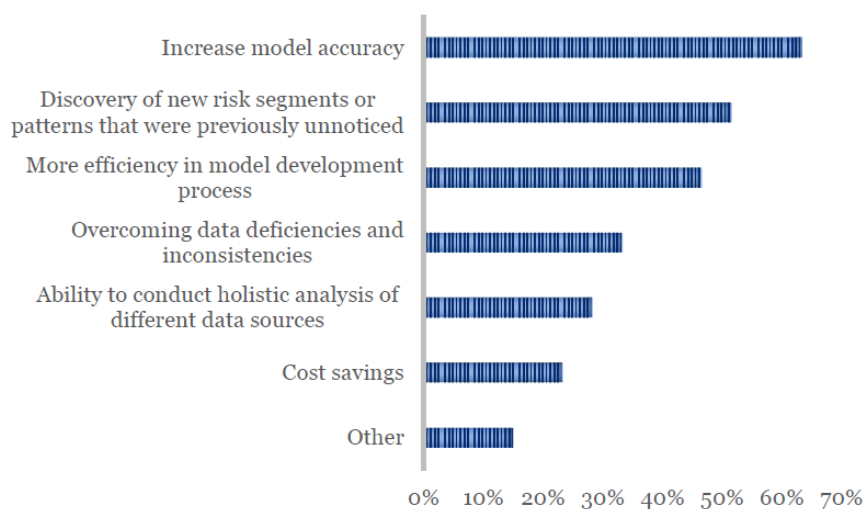 Increase model accuracy
Discovery of new risk segments or
patterns that were previously unnoticed
More efficiency in model development
process
Overcoming data deficiencies and
inconsistencies
Ability to conduct holistic analysis of
different data sources
Cost savings
Other
0% 10% 20% 30% 40% 50% 60% 70%